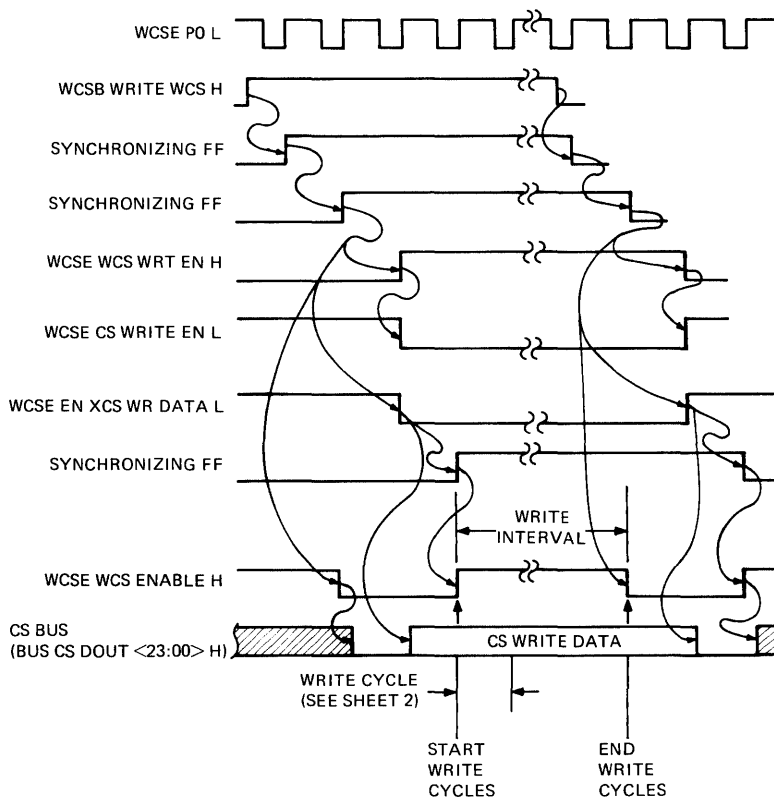 WCSE P0 L
WCSB WRITE WCS H
SYNCHRONIZING FF
SYNCHRONIZING FF
WCSE WCS WRT EN H
WCSE CS WRITE EN L
WCSE EN XCS WR DATA L
SYNCHRONIZING FF
WRITE
INTERVAL
WCSE WCS ENABLE H
CS BUS
(BUS CS DOUT <23:00> H)
CS WRITE DATA
WRITE CYCLE
(SEE SHEET 2)
START
WRITE
CYCLES
END
WRITE
CYCLES